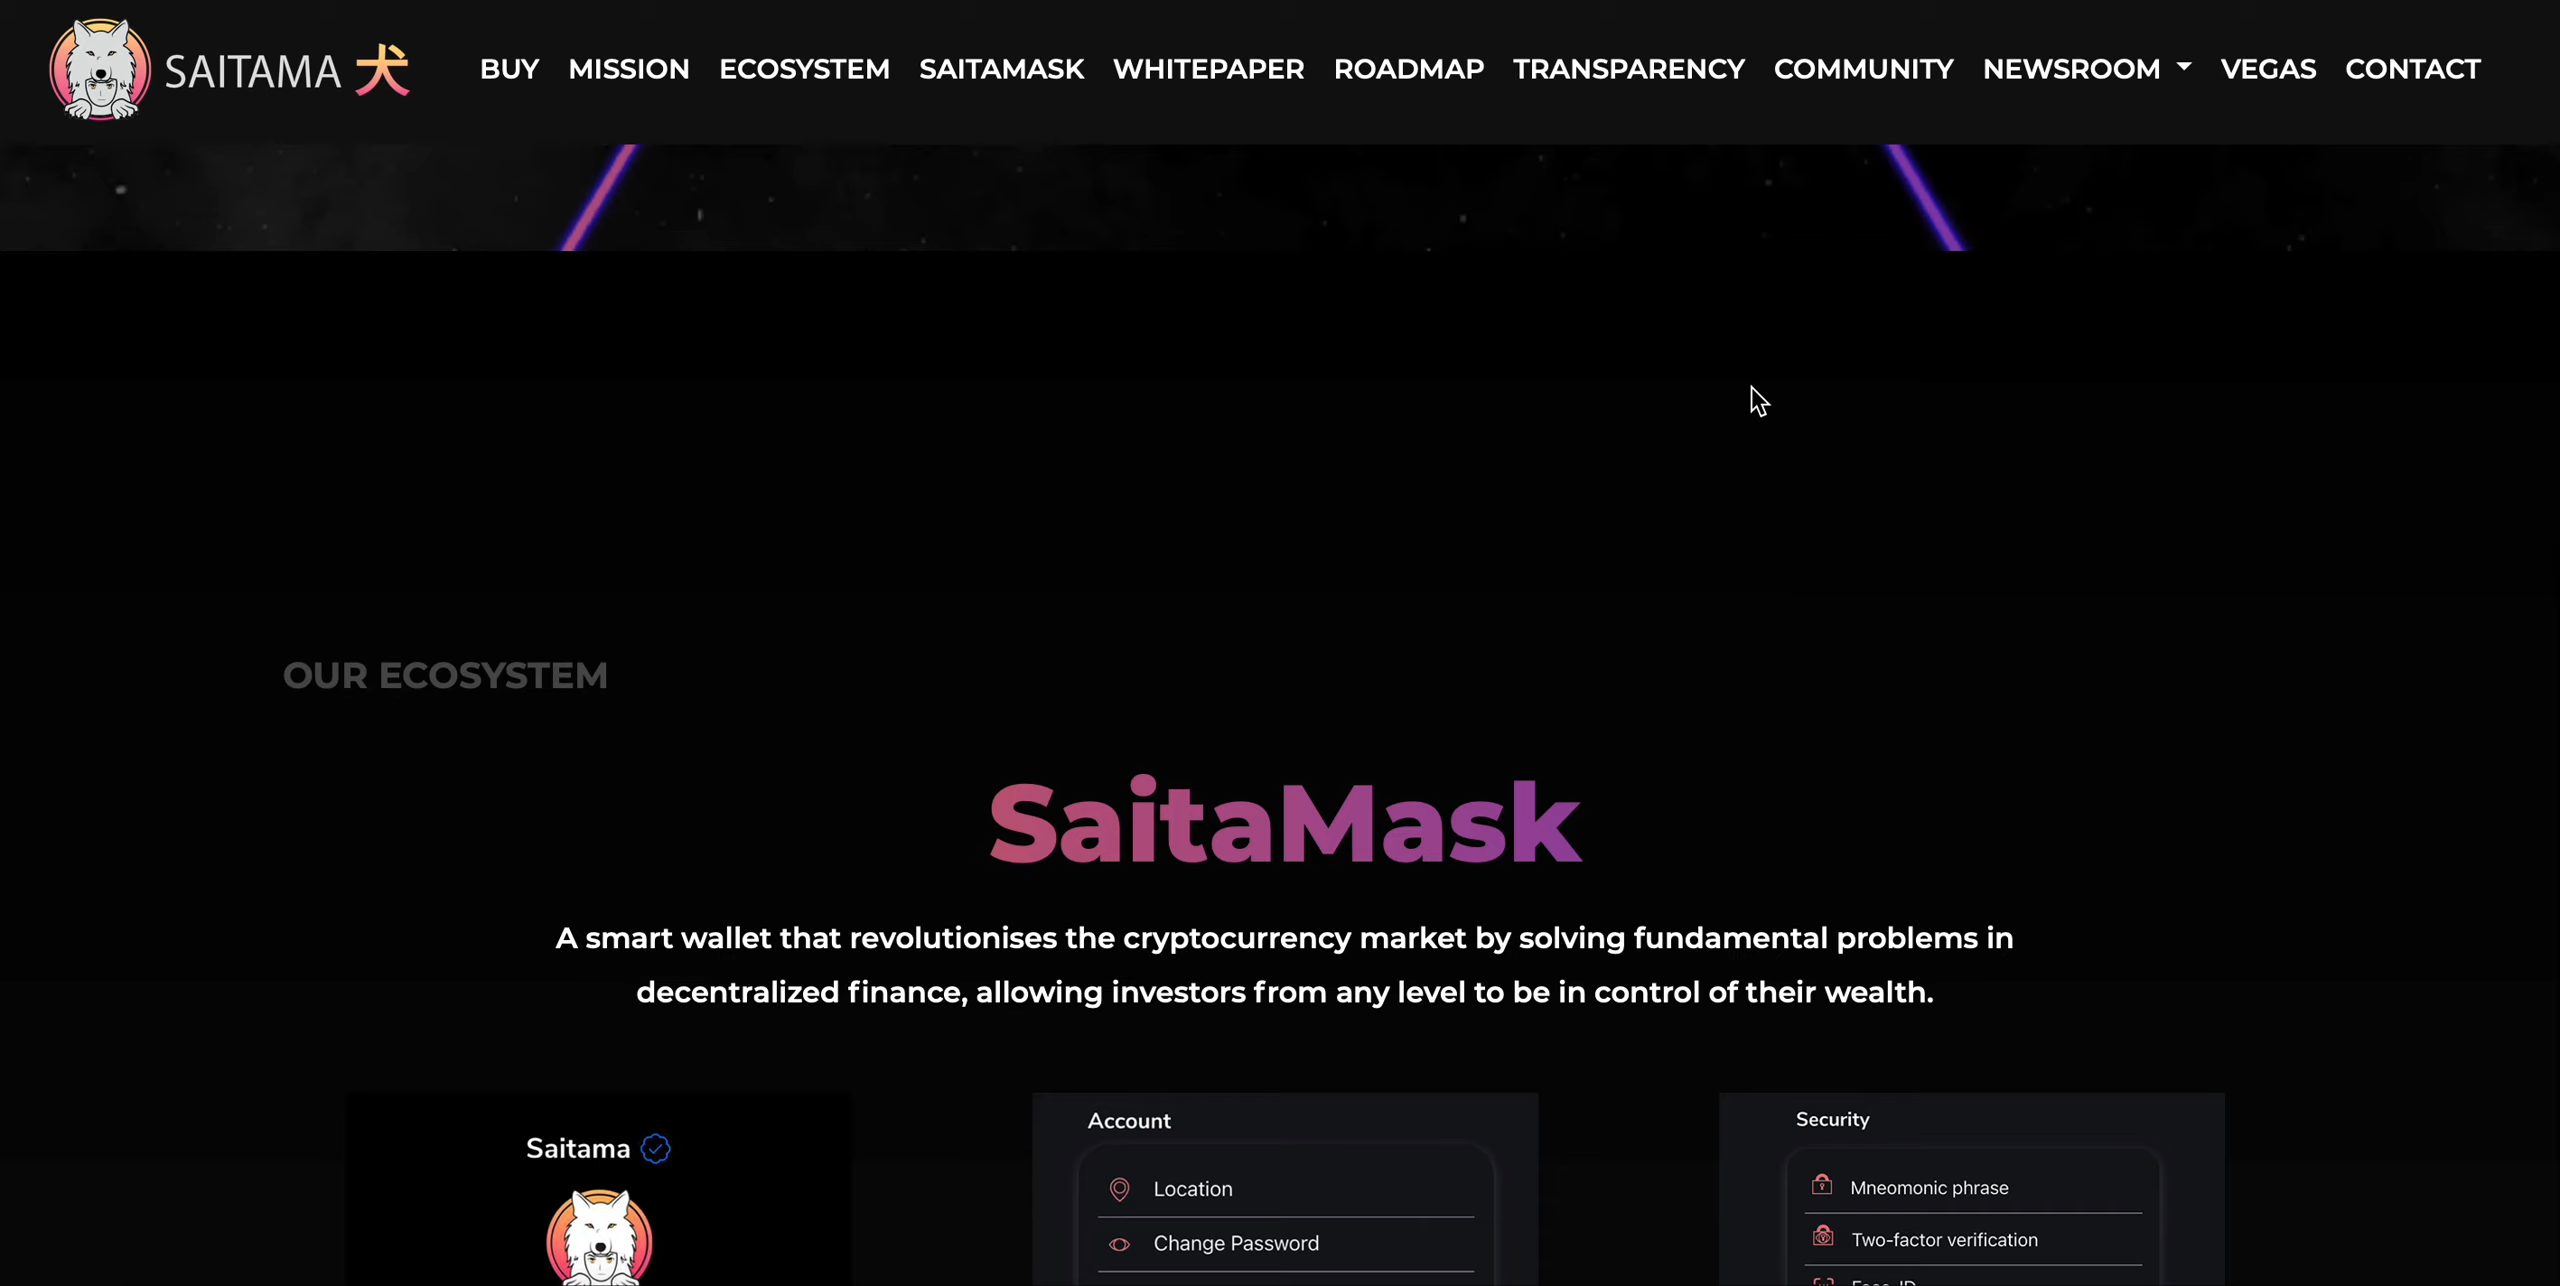 SAITAMA 犬
BUY MISSION ECOSYSTEM SAITAMASK WHITEPAPER ROADMAP TRANSPARENCY COMMUNITY NEWSROOM VEGAS CONTACT
OUR ECOSYSTEM
SaitaMask
A smart wallet that revolutionises the cryptocurrency market by solving fundamental problems in
decentralized finance, allowing investors from any level to be in control of their wealth.
Saitama
Account
Location
Change Password
Security
Mneomonic phrase
Two-factor verification